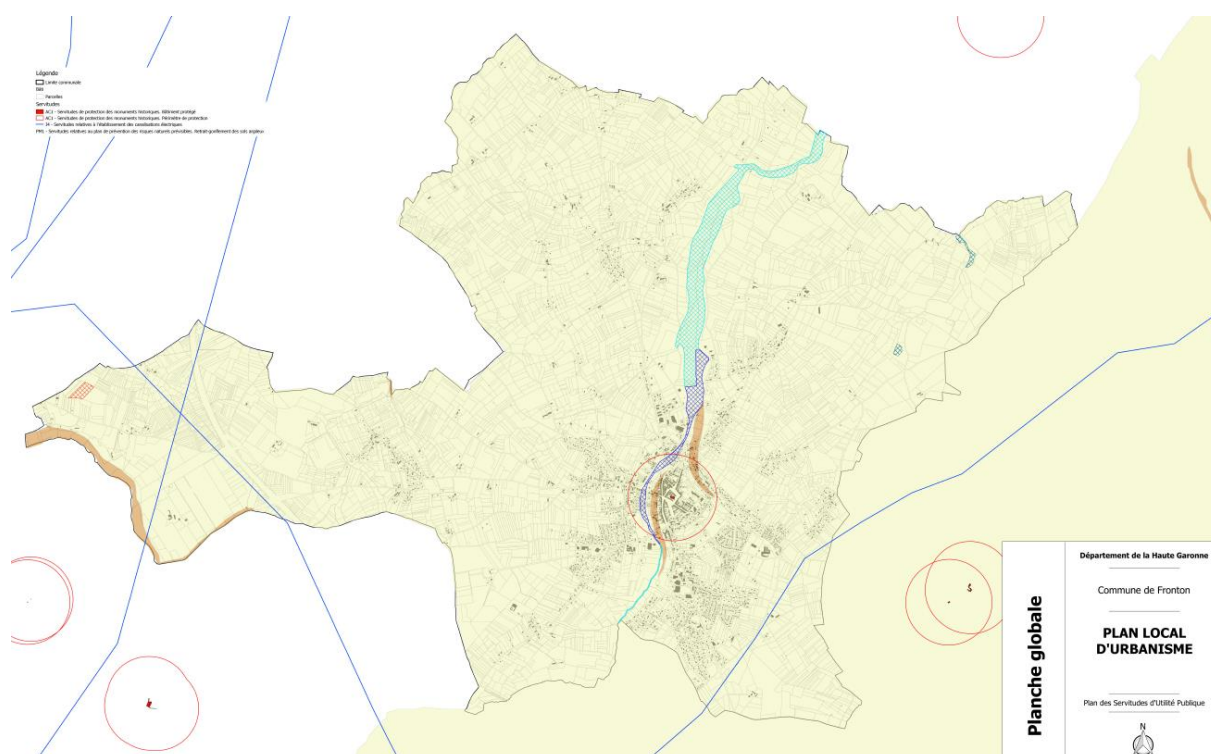 Légende
Limite communale
Bâti
Parcelles
Servitudes
AC1 - Servitudes de protection des monuments historiques. Bâtiment protégé
AC1 - Servitudes de protection des monuments historiques. Périmètre de protection
I4 - Servitudes relatives à l'établissement des canalisations électriques
PM1 - Servitudes relatives au plan de prévention des risques naturels prévisibles. Retrait gonflement des sols argileux
Planche globale
Département de la Haute Garonne
Commune de Fronton
PLAN LOCAL
D'URBANISME
Plan des Servitudes d'Utilité Publique
N